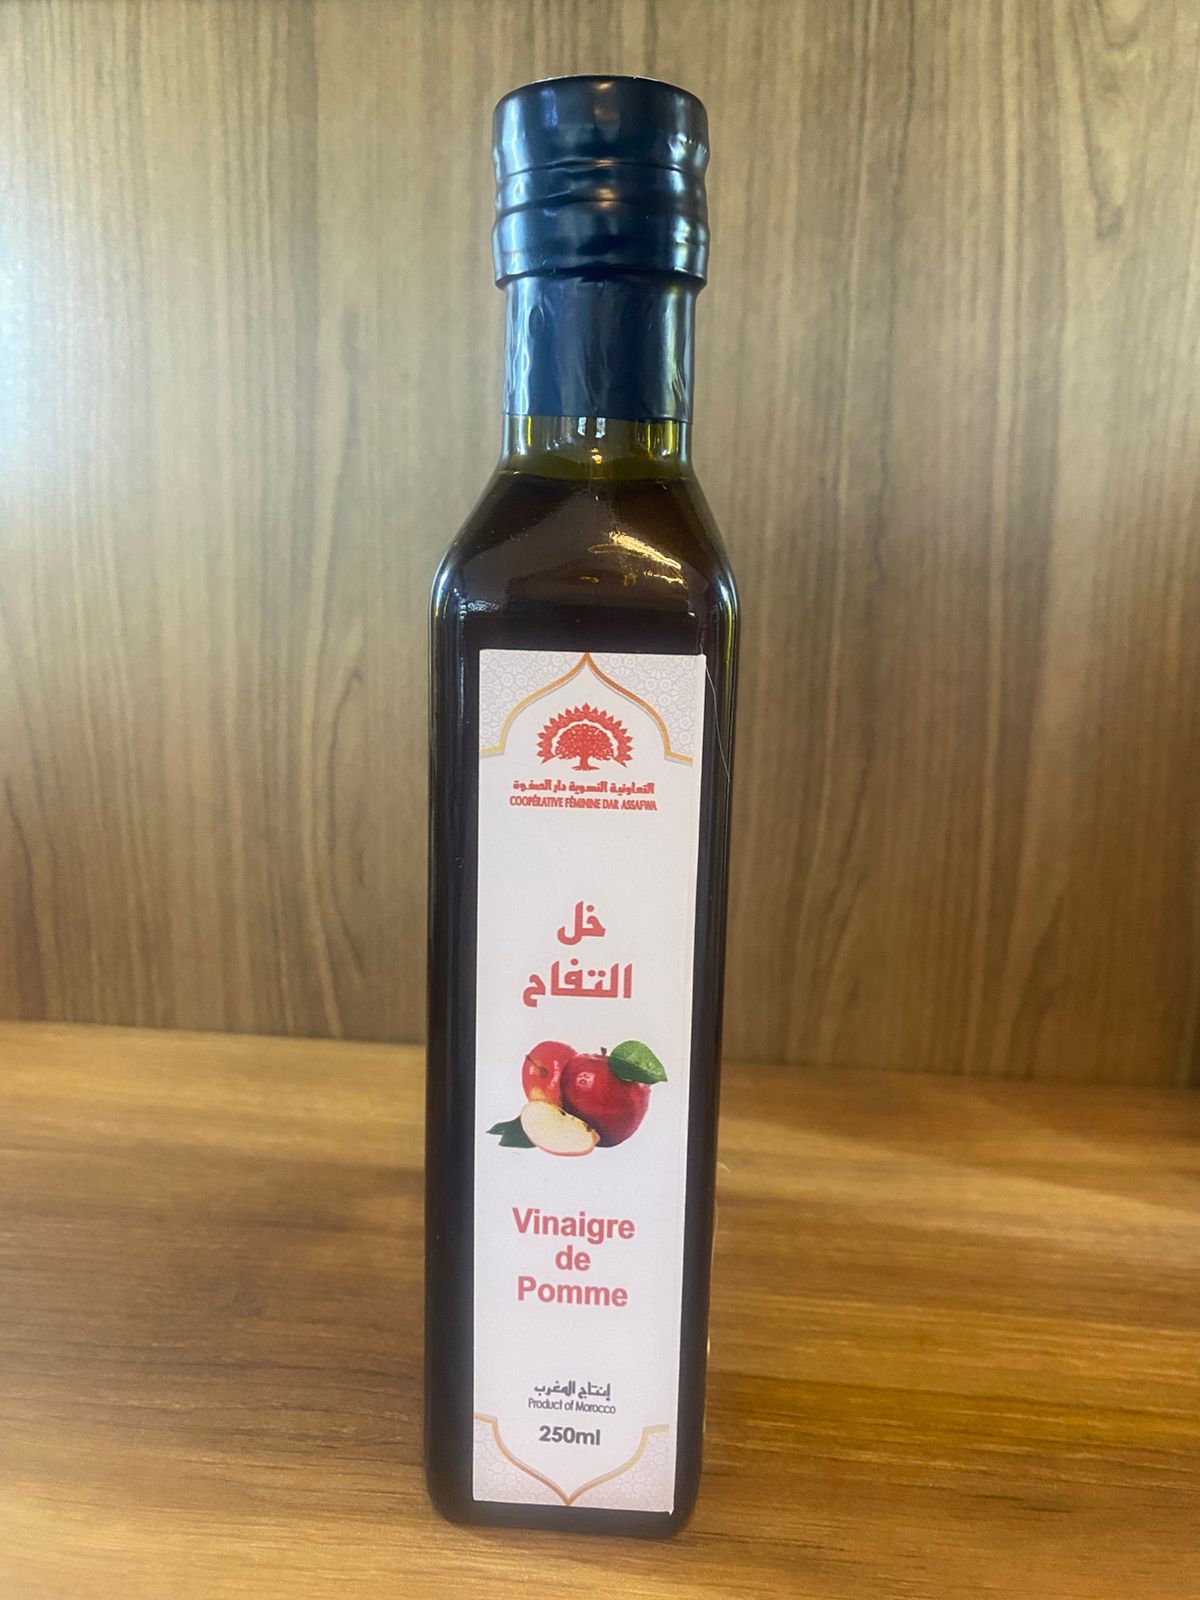 التعاونية النسوية دار الصفوة
COOPÉRATIVE FÉMININE DAR ASSAFWA
خل
التفاح
Vinaigre
de
Pomme
إنتاج المغرب
Product of Morocco
250ml